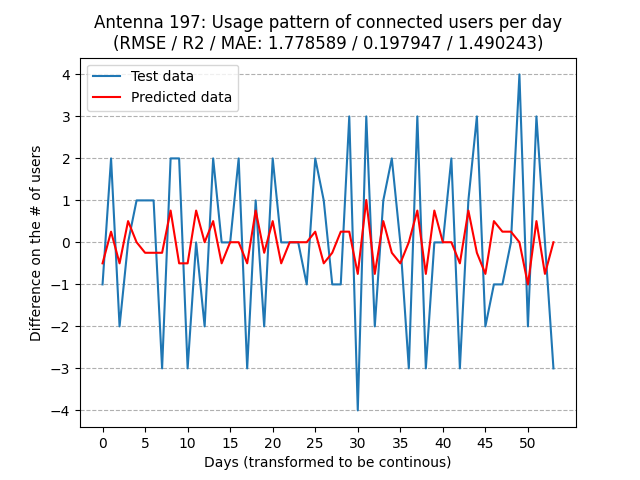 Antenna 197: Usage pattern of connected users per day
(RMSE / R2 / MAE: 1.778589 / 0.197947 / 1.490243)
Test data
Predicted data
Difference on the # of users
4
3
2
1
0
−1
−2
−3
−4
0 5 10 15 20 25 30 35 40 45 50
Days (transformed to be continous)